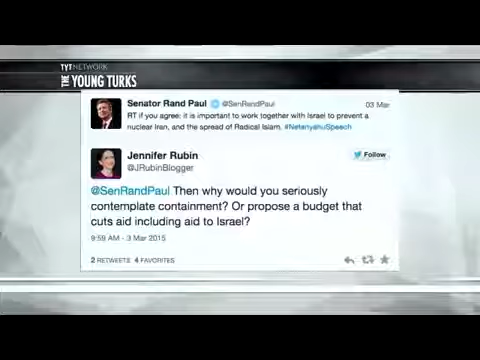 TYT NETWORK
THE YOUNG TURKS
Senator Rand Paul @SenRandPaul 03 Mar
RT if you agree: it is important to work together with Israel to prevent a
nuclear Iran, and the spread of Radical Islam. #NetanyahuSpeech
Jennifer Rubin
@JRubinBlogger
Follow
@SenRandPaul Then why would you seriously
contemplate containment? Or propose a budget that
cuts aid including aid to Israel?
9:59 AM - 3 Mar 2015
2 RETWEETS 4 FAVORITES